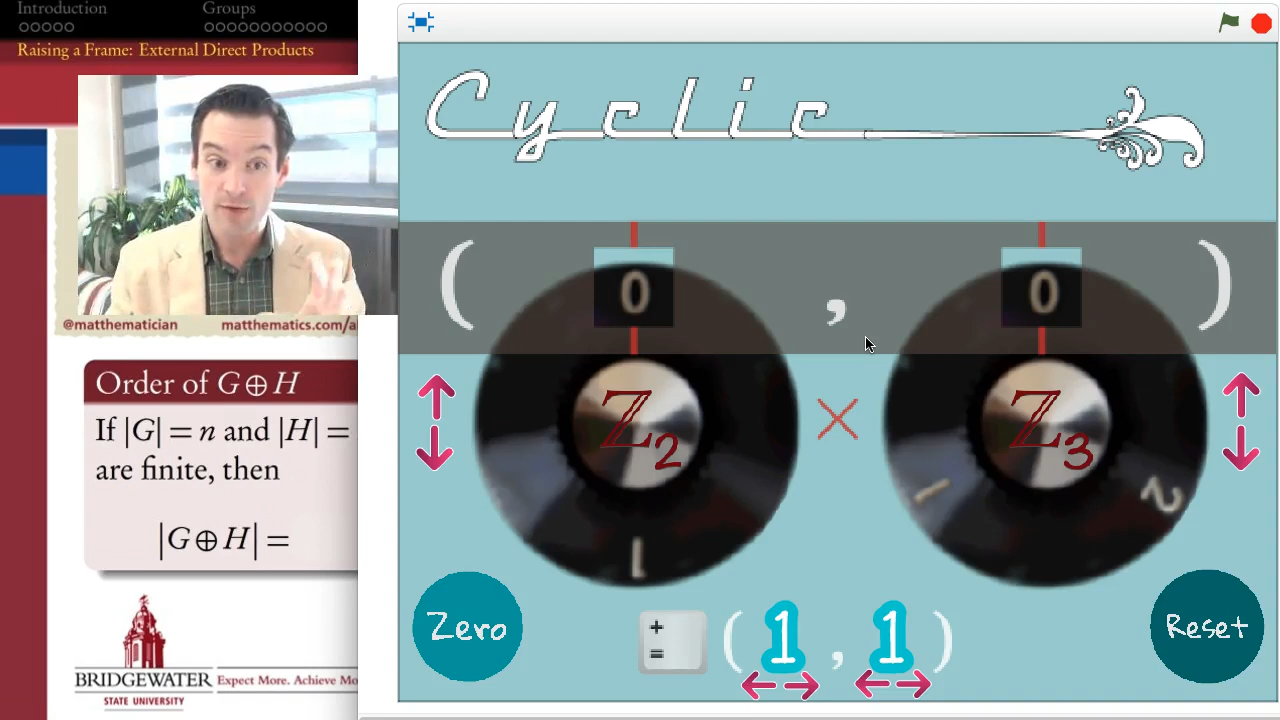 Introduction
Groups
Raising a Frame: External Direct Products
@matthematician
matthematics.com/a
Order of G ⊕ H
If |G| = n and |H| =
are finite, then
|G ⊕ H| =
BRIDGEWATER
STATE UNIVERSITY
Expect More. Achieve Mo
Cyclic
( 0 , 0 )
ℤ2 × ℤ3
1
1
2
Zero
+
=
( 1 , 1 )
Reset